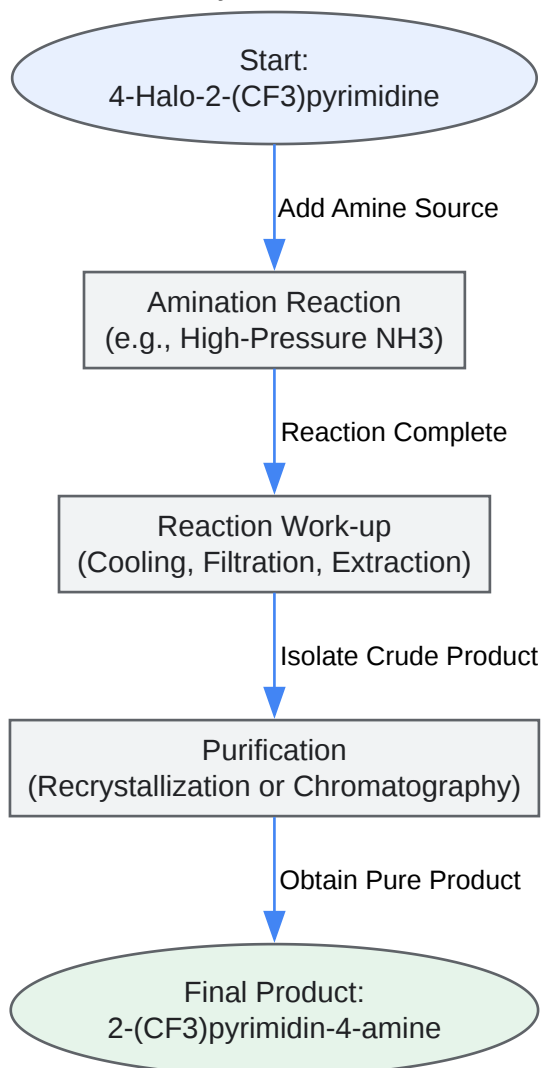 Start:
4-Halo-2-(CF3)pyrimidine
Add Amine Source
Amination Reaction
(e.g., High-Pressure NH3)
Reaction Complete
Reaction Work-up
(Cooling, Filtration, Extraction)
Isolate Crude Product
Purification
(Recrystallization or Chromatography)
Obtain Pure Product
Final Product:
2-(CF3)pyrimidin-4-amine